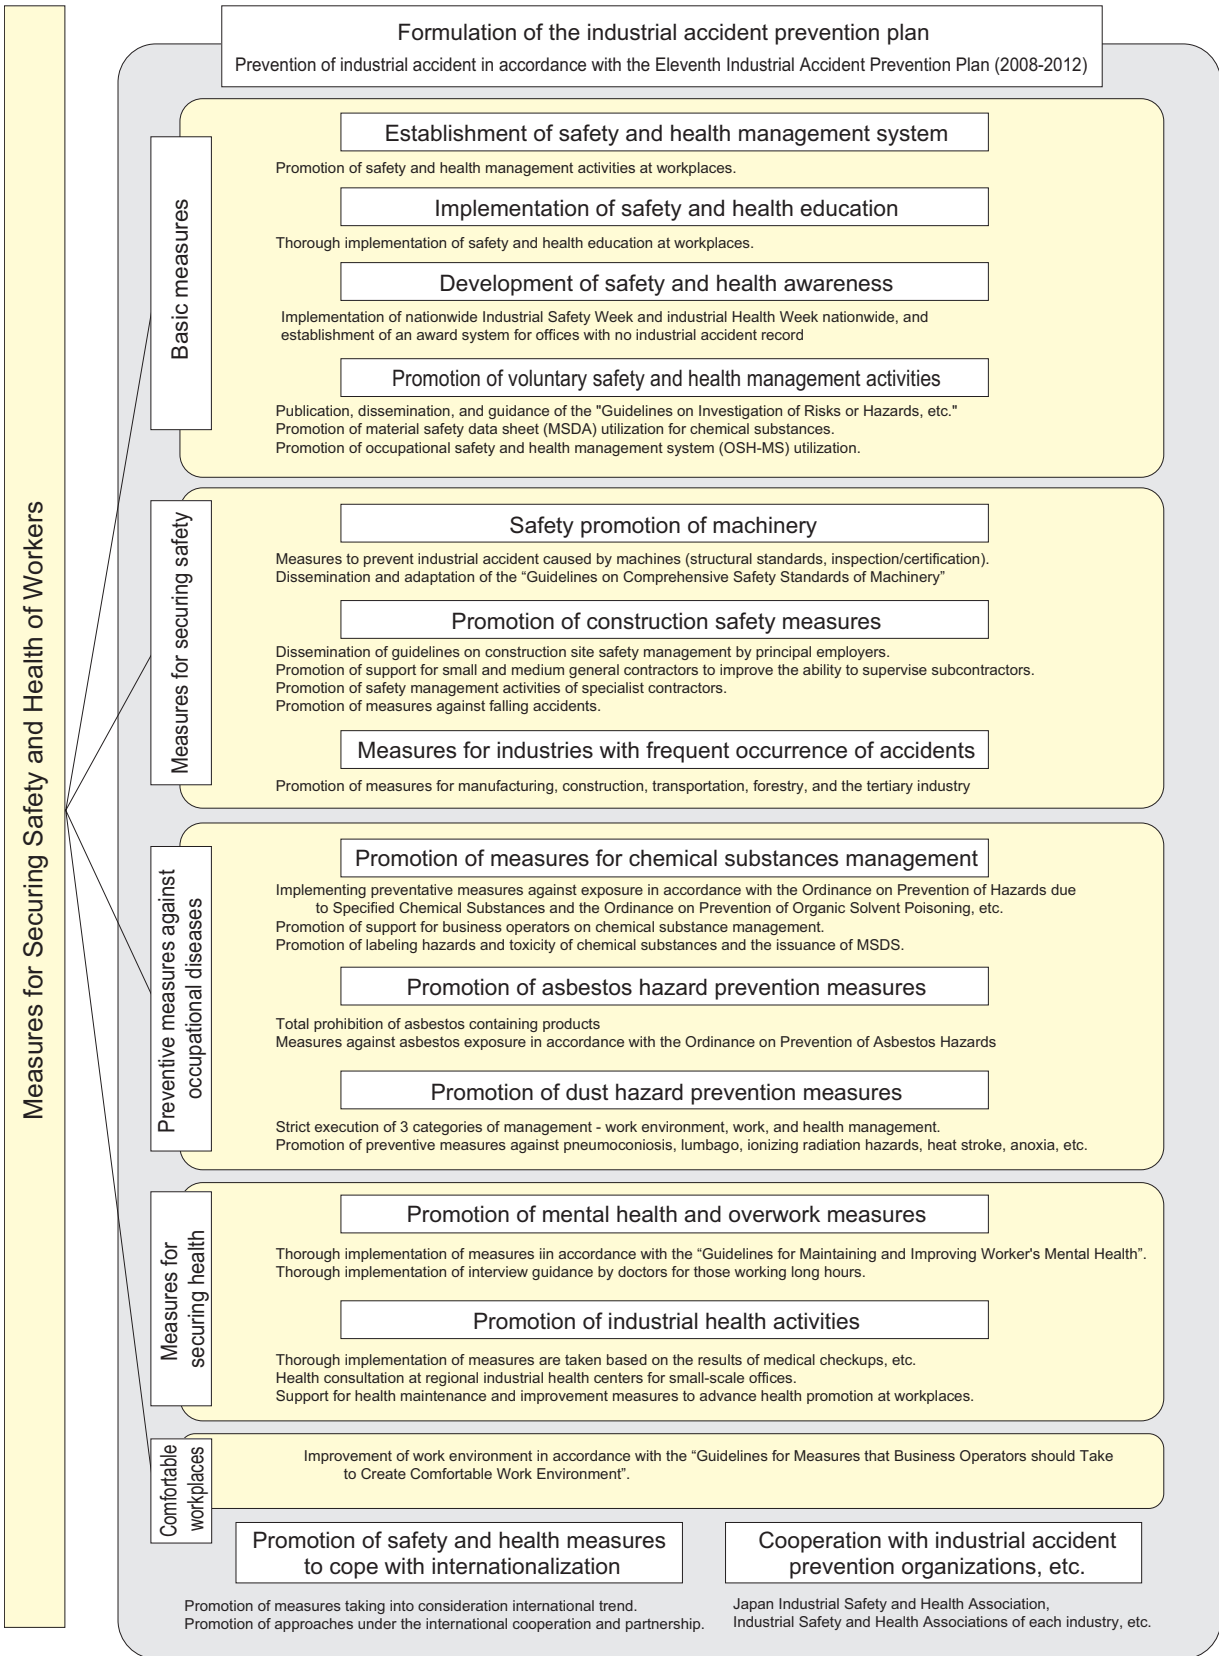 Measures for Securing Safety and Health of Workers
Formulation of the industrial accident prevention plan
Prevention of industrial accident in accordance with the Eleventh Industrial Accident Prevention Plan (2008-2012)
Basic measures
Establishment of safety and health management system
Promotion of safety and health management activities at workplaces.
Implementation of safety and health education
Thorough implementation of safety and health education at workplaces.
Development of safety and health awareness
Implementation of nationwide Industrial Safety Week and industrial Health Week nationwide, and
establishment of an award system for offices with no industrial accident record
Promotion of voluntary safety and health management activities
Publication, dissemination, and guidance of the "Guidelines on Investigation of Risks or Hazards, etc."
Promotion of material safety data sheet (MSDA) utilization for chemical substances.
Promotion of occupational safety and health management system (OSH-MS) utilization.
Measures for securing safety
Safety promotion of machinery
Measures to prevent industrial accident caused by machines (structural standards, inspection/certification).
Dissemination and adaptation of the “Guidelines on Comprehensive Safety Standards of Machinery”
Promotion of construction safety measures
Dissemination of guidelines on construction site safety management by principal employers.
Promotion of support for small and medium general contractors to improve the ability to supervise subcontractors.
Promotion of safety management activities of specialist contractors.
Promotion of measures against falling accidents.
Measures for industries with frequent occurrence of accidents
Promotion of measures for manufacturing, construction, transportation, forestry, and the tertiary industry
Preventive measures against
occupational diseases
Promotion of measures for chemical substances management
Implementing preventative measures against exposure in accordance with the Ordinance on Prevention of Hazards due
to Specified Chemical Substances and the Ordinance on Prevention of Organic Solvent Poisoning, etc.
Promotion of support for business operators on chemical substance management.
Promotion of labeling hazards and toxicity of chemical substances and the issuance of MSDS.
Promotion of asbestos hazard prevention measures
Total prohibition of asbestos containing products
Measures against asbestos exposure in accordance with the Ordinance on Prevention of Asbestos Hazards
Promotion of dust hazard prevention measures
Strict execution of 3 categories of management - work environment, work, and health management.
Promotion of preventive measures against pneumoconiosis, lumbago, ionizing radiation hazards, heat stroke, anoxia, etc.
Measures for
securing health
Promotion of mental health and overwork measures
Thorough implementation of measures iin accordance with the “Guidelines for Maintaining and Improving Worker's Mental Health”.
Thorough implementation of interview guidance by doctors for those working long hours.
Promotion of industrial health activities
Thorough implementation of measures are taken based on the results of medical checkups, etc.
Health consultation at regional industrial health centers for small-scale offices.
Support for health maintenance and improvement measures to advance health promotion at workplaces.
Comfortable
workplaces
Improvement of work environment in accordance with the “Guidelines for Measures that Business Operators should Take
to Create Comfortable Work Environment”.
Promotion of safety and health measures
to cope with internationalization
Promotion of measures taking into consideration international trend.
Promotion of approaches under the international cooperation and partnership.
Cooperation with industrial accident
prevention organizations, etc.
Japan Industrial Safety and Health Association,
Industrial Safety and Health Associations of each industry, etc.